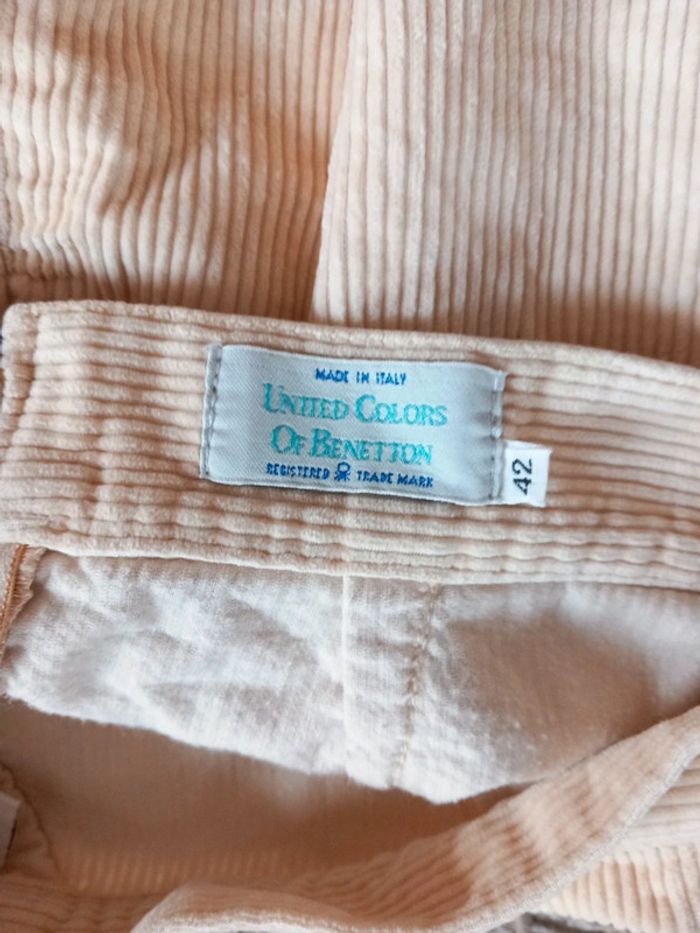 MADE IN ITALY
UNITED COLORS
OF BENETTON
REGISTERED TRADE MARK
42